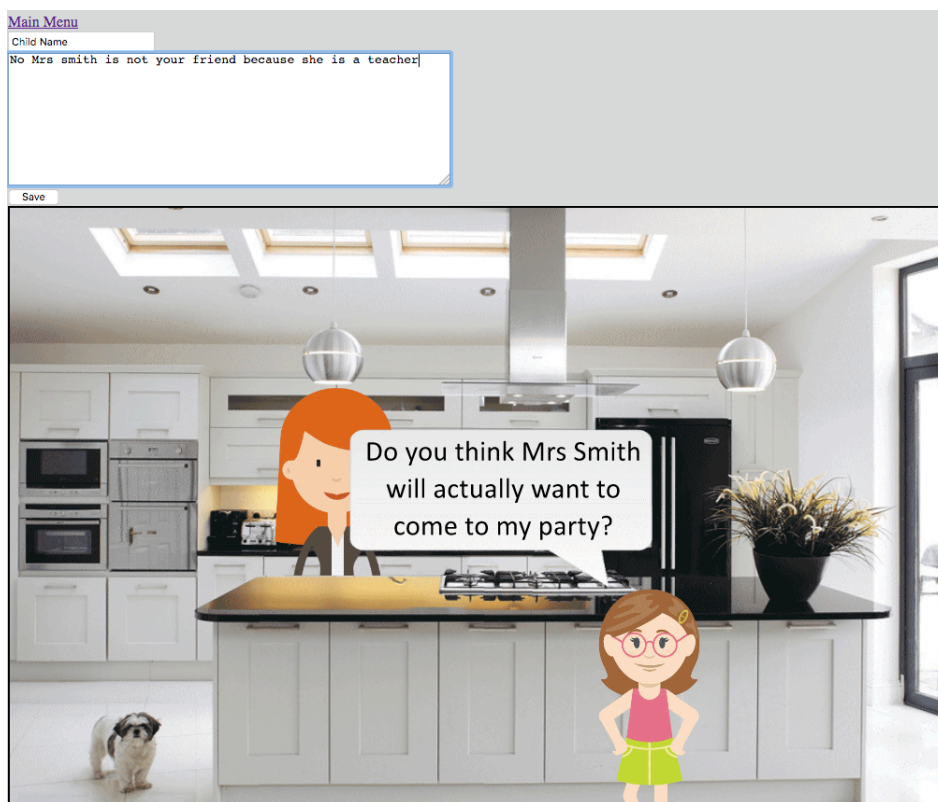 Main Menu
Child Name
No Mrs smith is not your friend because she is a teacher
Save
Do you think Mrs Smith
will actually want to
come to my party?